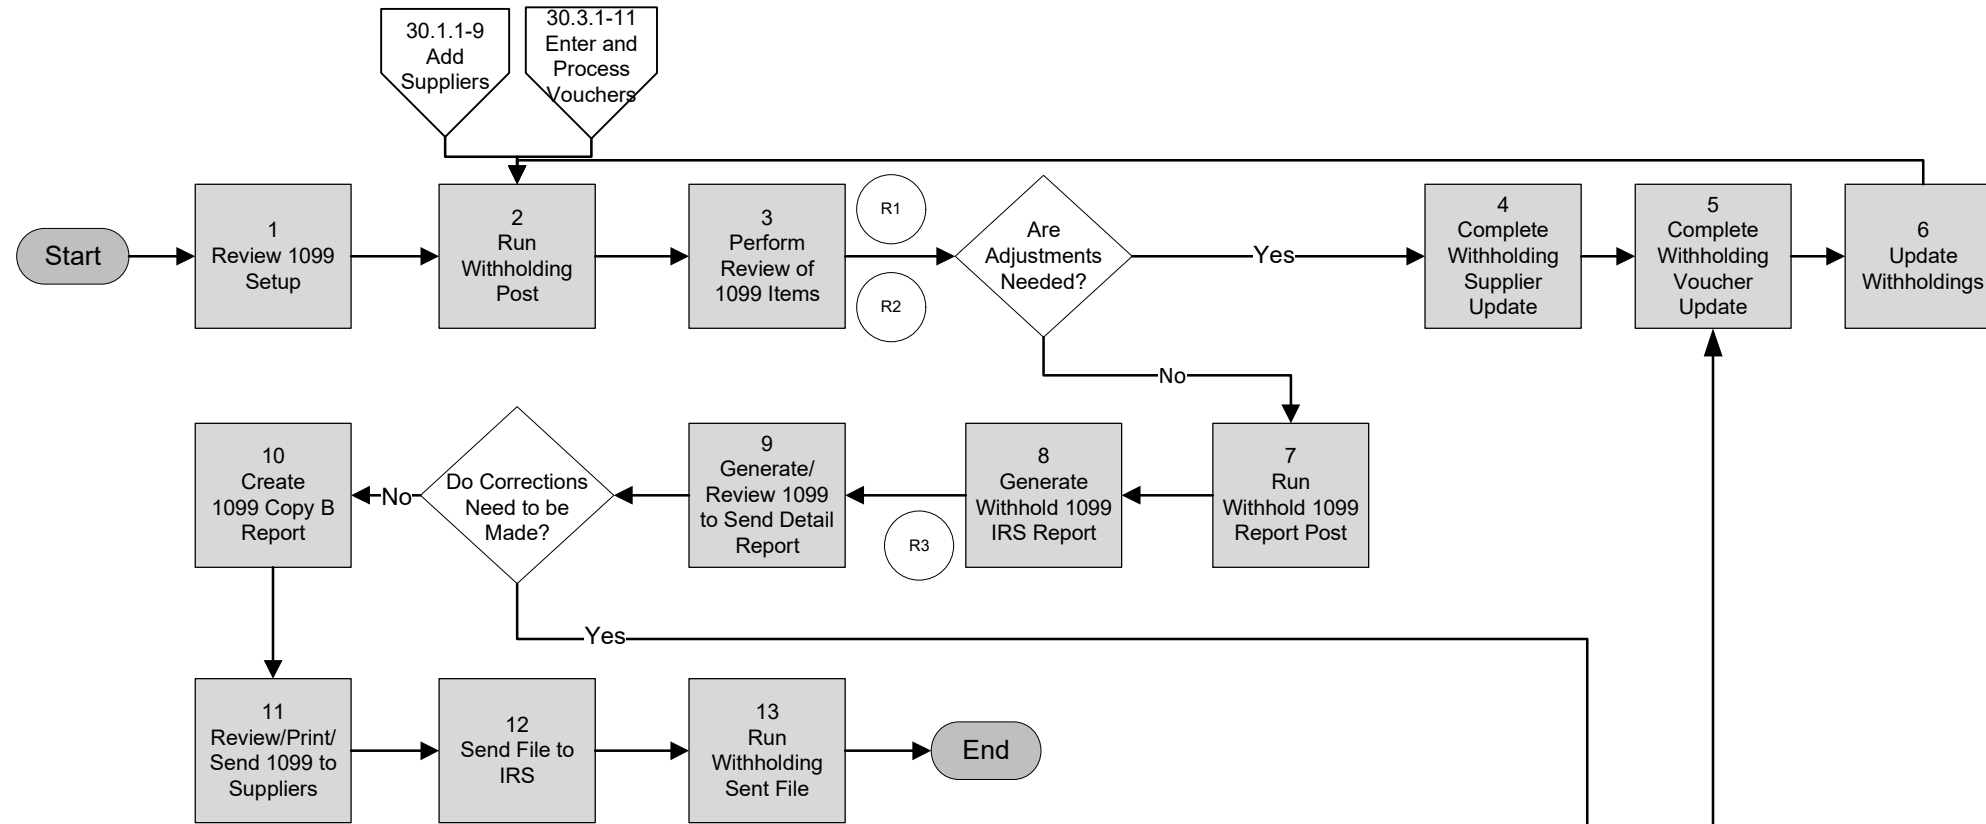 30.1.1-9
Add
Suppliers
30.3.1-11
Enter and
Process
Vouchers
Start
1
Review 1099
Setup
2
Run
Withholding
Post
3
Perform
Review of
1099 Items
R1
R2
Are
Adjustments
Needed?
Yes
4
Complete
Withholding
Supplier
Update
5
Complete
Withholding
Voucher
Update
6
Update
Withholdings
No
10
Create
1099 Copy B
Report
No
Do Corrections
Need to be
Made?
9
Generate/
Review 1099
to Send Detail
Report
R3
8
Generate
Withhold 1099
IRS Report
7
Run
Withhold 1099
Report Post
Yes
11
Review/Print/
Send 1099 to
Suppliers
12
Send File to
IRS
13
Run
Withholding
Sent File
End